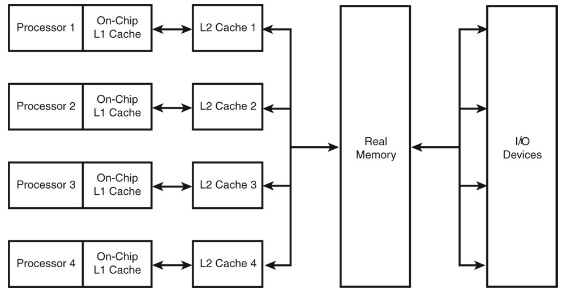 Processor 1
On-Chip
L1 Cache
L2 Cache 1
Processor 2
On-Chip
L1 Cache
L2 Cache 2
Processor 3
On-Chip
L1 Cache
L2 Cache 3
Processor 4
On-Chip
L1 Cache
L2 Cache 4
Real
Memory
I/O
Devices